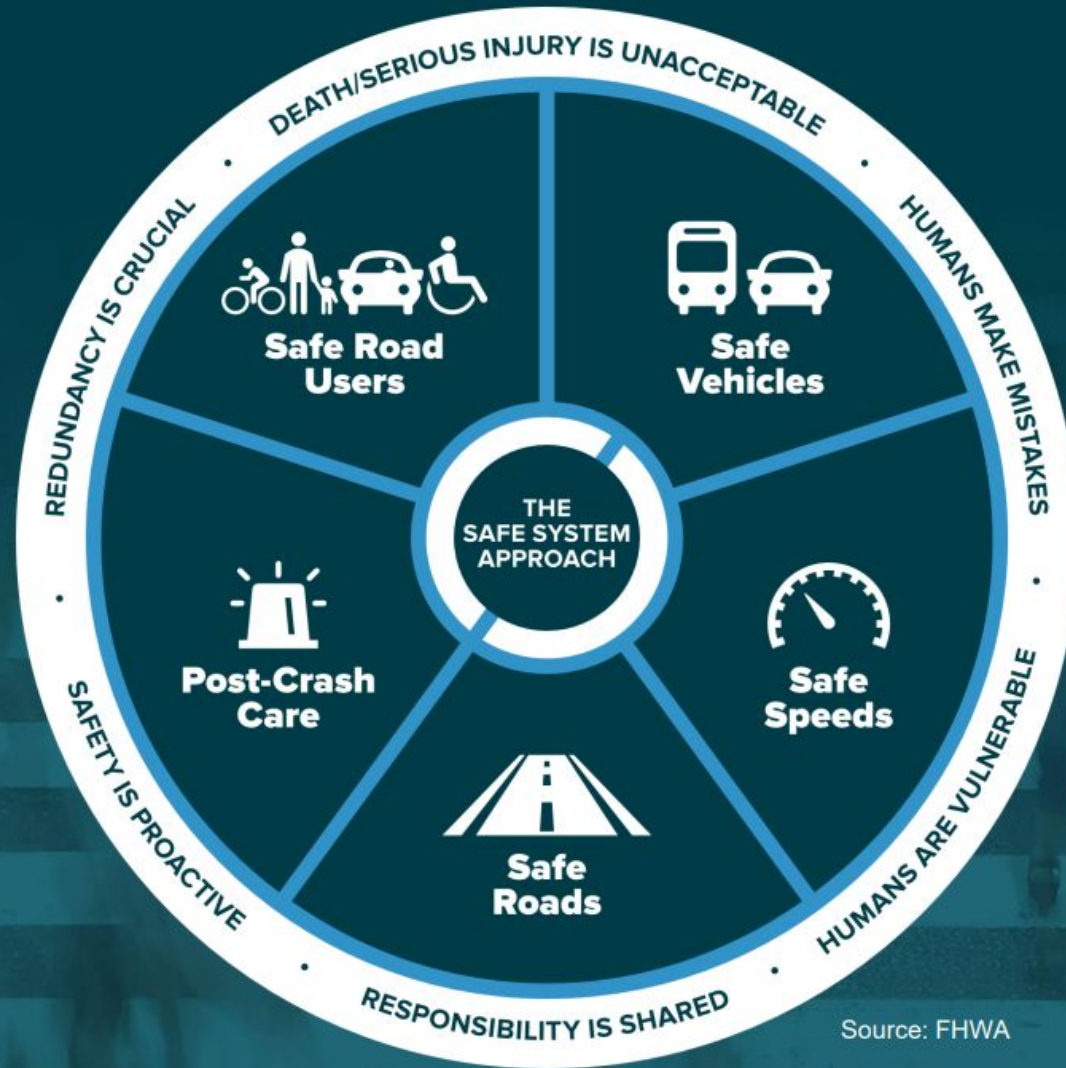 DEATH/SERIOUS INJURY IS UNACCEPTABLE
HUMANS MAKE MISTAKES
HUMANS ARE VULNERABLE
RESPONSIBILITY IS SHARED
SAFETY IS PROACTIVE
REDUNDANCY IS CRUCIAL
Safe Road
Users
Safe
Vehicles
Safe
Speeds
Safe
Roads
Post-Crash
Care
THE
SAFE SYSTEM
APPROACH
Source: FHWA